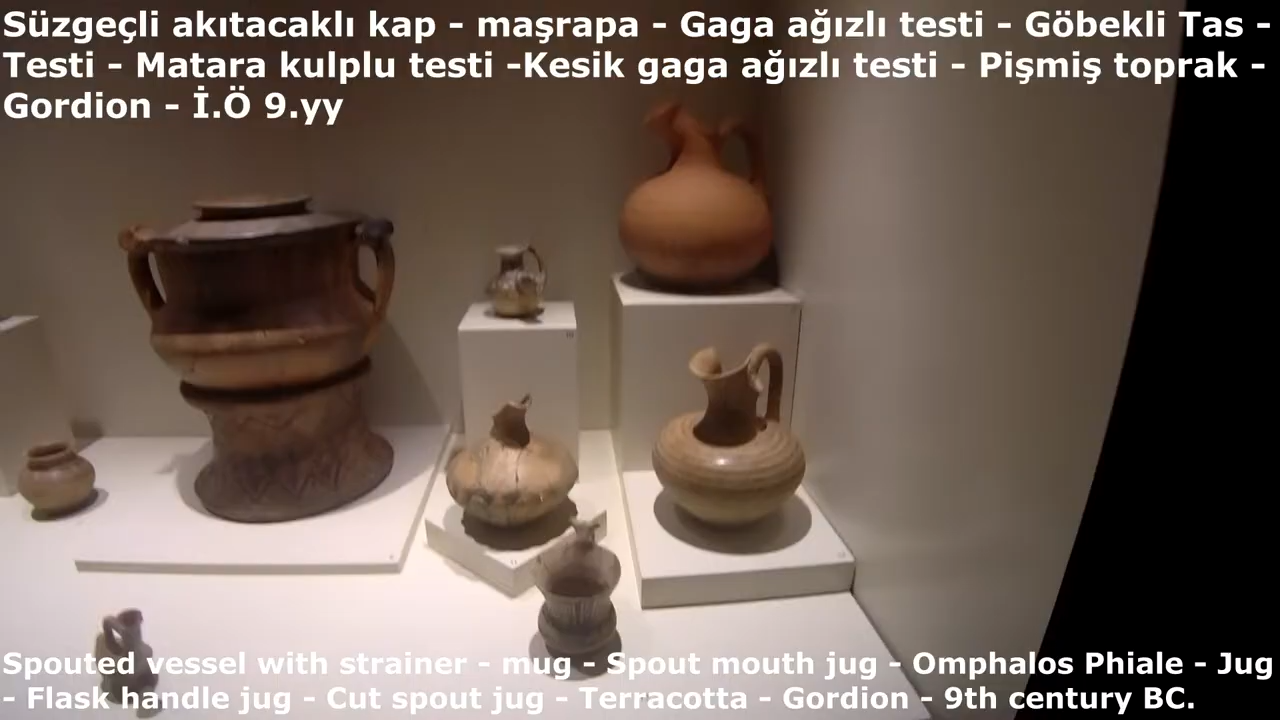 Süzgeçli akıtacaklı kap - maşrapa - Gaga ağızlı testi - Göbekli Tas -
Testi - Matara kulplu testi -Kesik gaga ağızlı testi - Pişmiş toprak -
Gordion - İ.Ö 9.yy
Spouted vessel with strainer - mug - Spout mouth jug - Omphalos Phiale - Jug
- Flask handle jug - Cut spout jug - Terracotta - Gordion - 9th century BC.